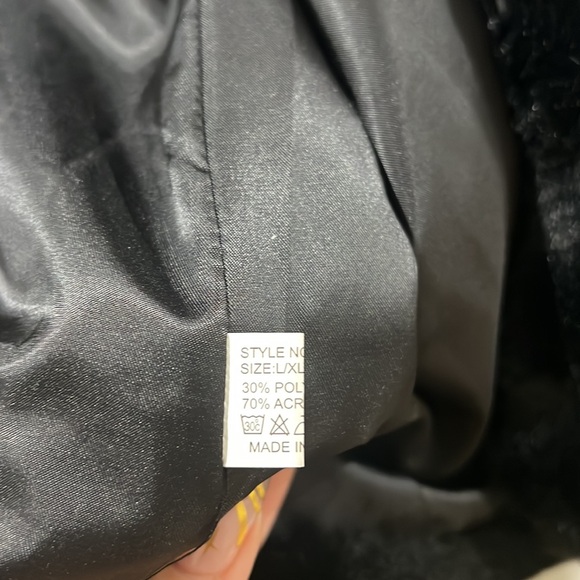 STYLE NO
SIZE:L/XL
30% POLY
70% ACR
30c
MADE IN